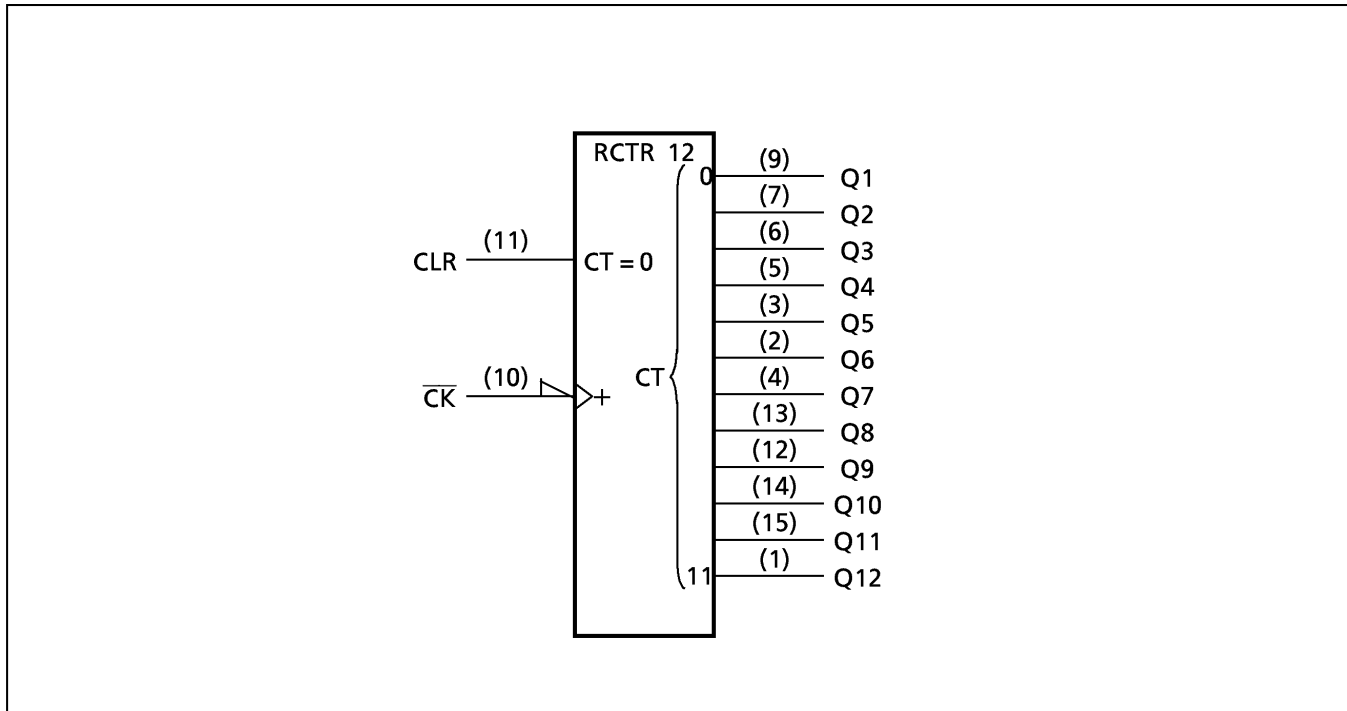 RCTR 12
0 (9) Q1
(7) Q2
(6) Q3
CLR (11) CT = 0
(5) Q4
(3) Q5
(2) Q6
CT
C̅K̅ (10) +
(4) Q7
(13) Q8
(12) Q9
(14) Q10
(15) Q11
11 (1) Q12